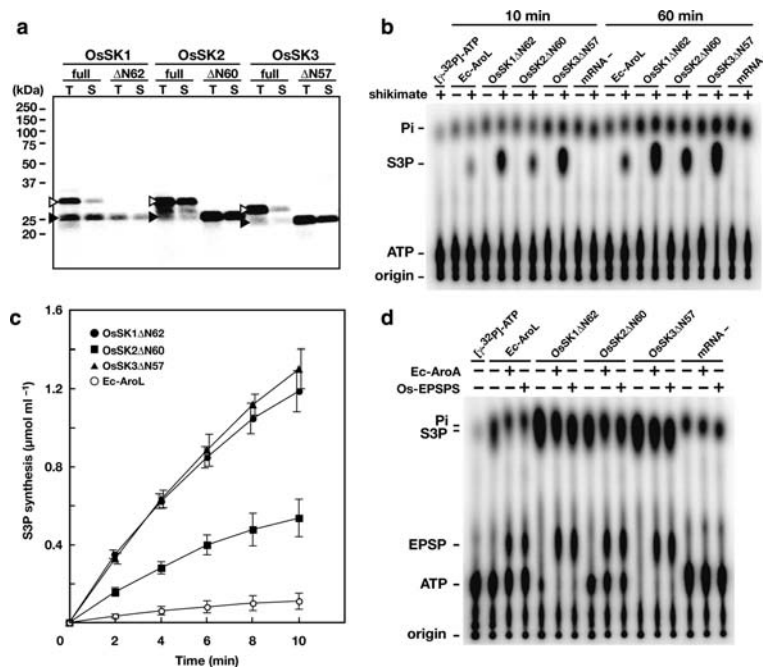 a
OsSK1 OsSK2 OsSK3
full ΔN62 full ΔN60 full ΔN57
(kDa) T S T S T S T S T S T S
250
150
100
75
50
37
25
20
b
10 min 60 min
[γ-32P]-ATP Ec-AroL OsSK1ΔN62 OsSK2ΔN60 OsSK3ΔN57 mRNA − Ec-AroL OsSK1ΔN62 OsSK2ΔN60 OsSK3ΔN57 mRNA
shikimate + − + − + − + − + − + − + − + − + − + − +
Pi
S3P
ATP
origin
c
OsSK1ΔN62
OsSK2ΔN60
OsSK3ΔN57
Ec-AroL
S3P synthesis (μmol ml −1)
1.6
1.2
0.8
0.4
0 2 4 6 8 10
Time (min)
d
[γ-32P]-ATP Ec-AroL OsSK1ΔN62 OsSK2ΔN60 OsSK3ΔN57 mRNA −
Ec-AroA − − + − − + − − + − − + − − + −
Os-EPSPS − − − + − − + − − + − − + − − +
Pi
S3P
EPSP
ATP
origin